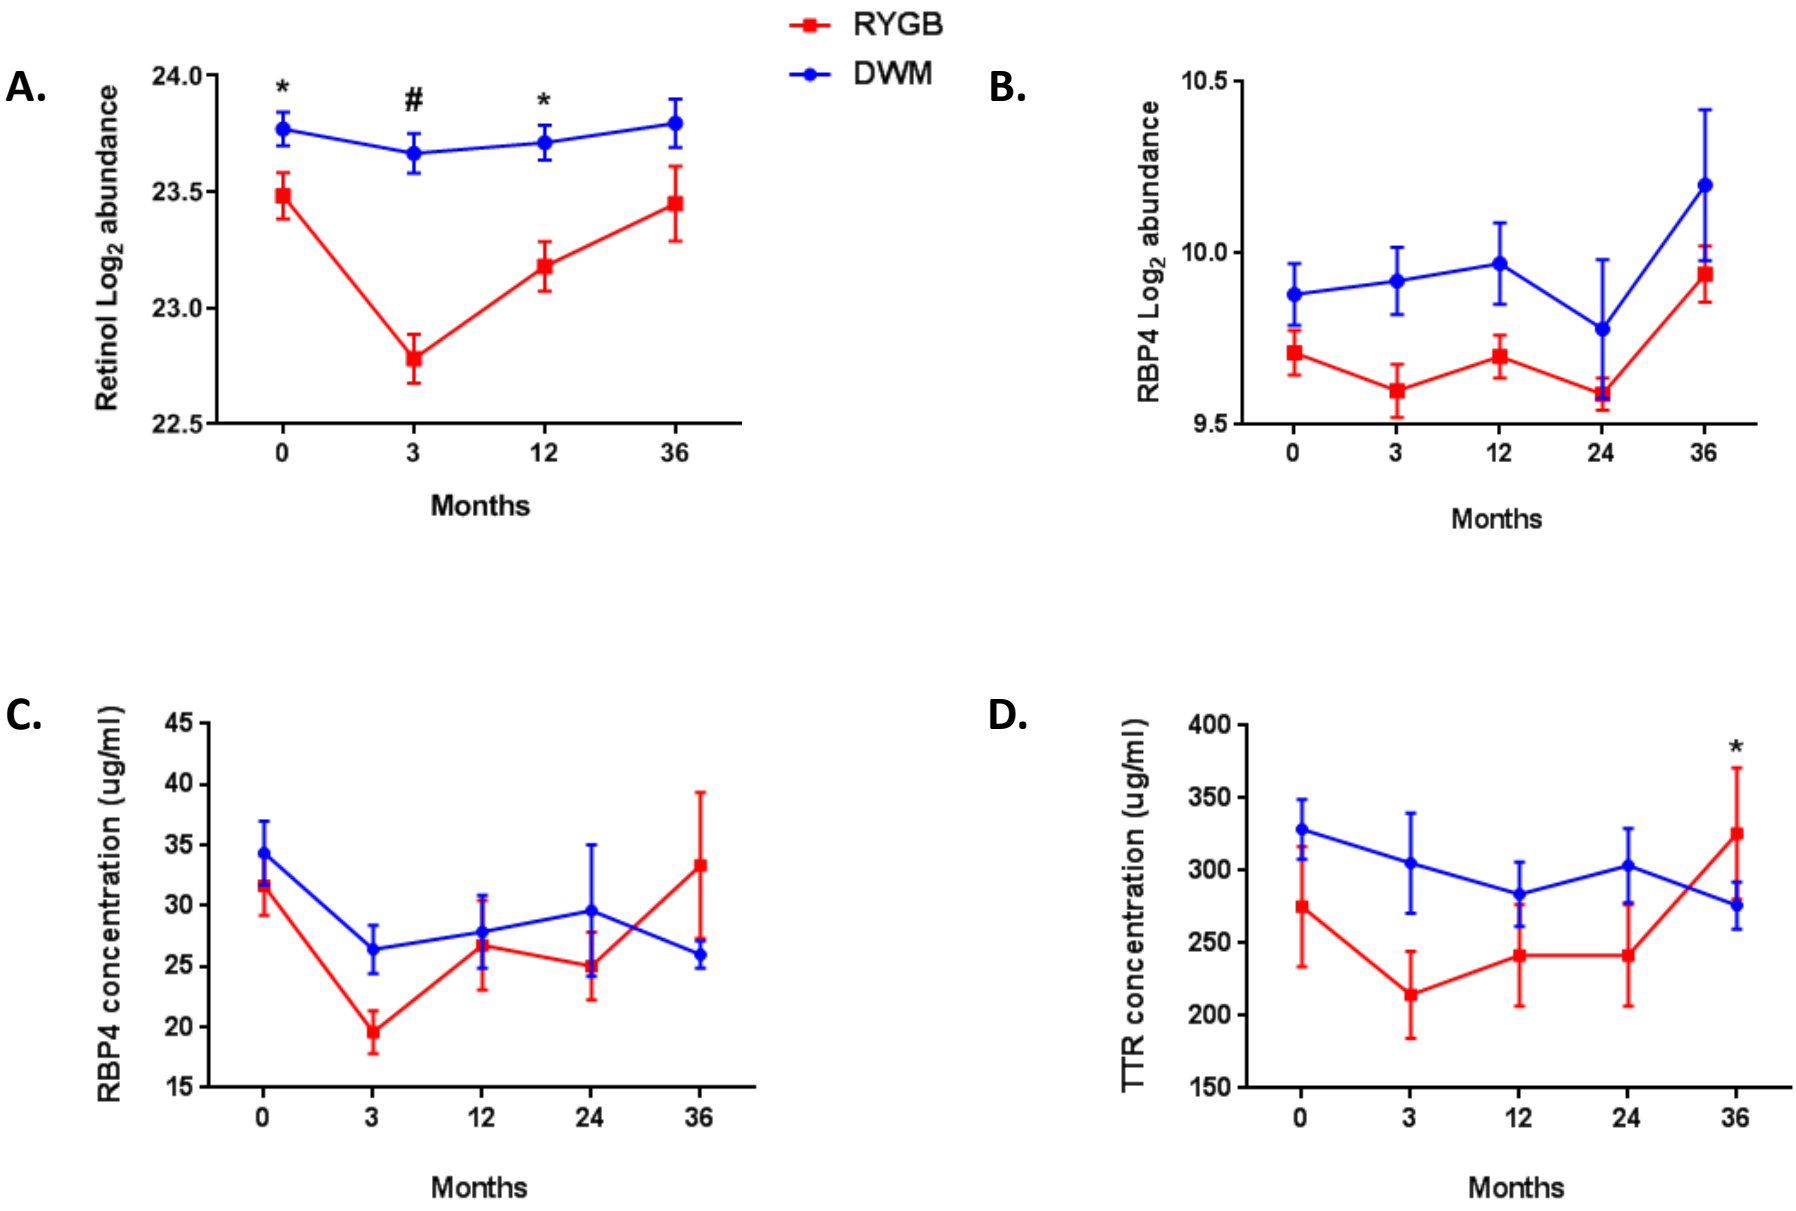 RYGB
DWM
A.
Retinol Log2 abundance
24.0
23.5
23.0
22.5
*
#
*
0 3 12 36
Months
B.
RBP4 Log2 abundance
10.5
10.0
9.5
0 3 12 24 36
Months
C.
RBP4 concentration (ug/ml)
45
40
35
30
25
20
15
0 3 12 24 36
Months
D.
TTR concentration (ug/ml)
400
350
300
250
200
150
*
0 3 12 24 36
Months